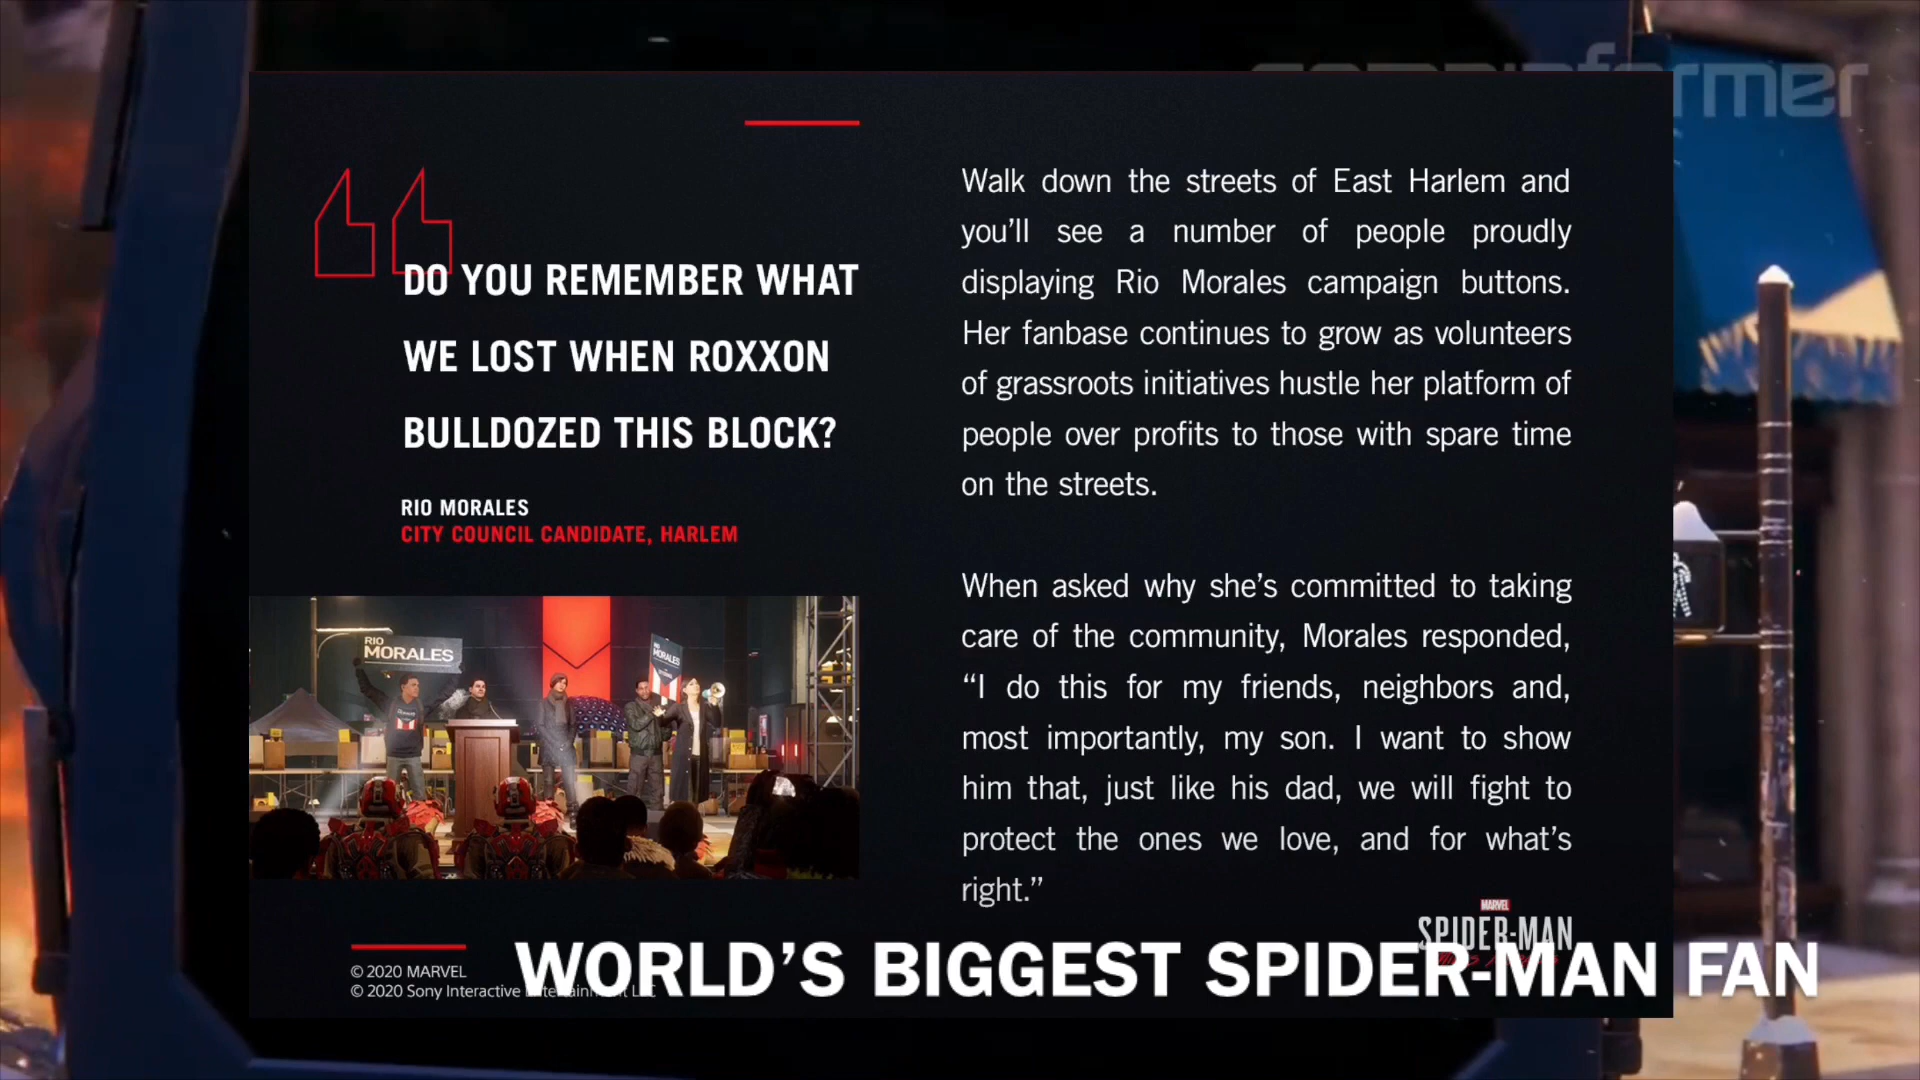 DO YOU REMEMBER WHAT
WE LOST WHEN ROXXON
BULLDOZED THIS BLOCK?
RIO MORALES
CITY COUNCIL CANDIDATE, HARLEM
RIO
MORALES
MORALES
© 2020 MARVEL
© 2020 Sony Interactive
Walk down the streets of East Harlem and
you’ll see a number of people proudly
displaying Rio Morales campaign buttons.
Her fanbase continues to grow as volunteers
of grassroots initiatives hustle her platform of
people over profits to those with spare time
on the streets.
When asked why she’s committed to taking
care of the community, Morales responded,
“I do this for my friends, neighbors and,
most importantly, my son. I want to show
him that, just like his dad, we will fight to
protect the ones we love, and for what’s
right.”
MARVEL
SPIDER-MAN
WORLD’S BIGGEST SPIDER-MAN FAN